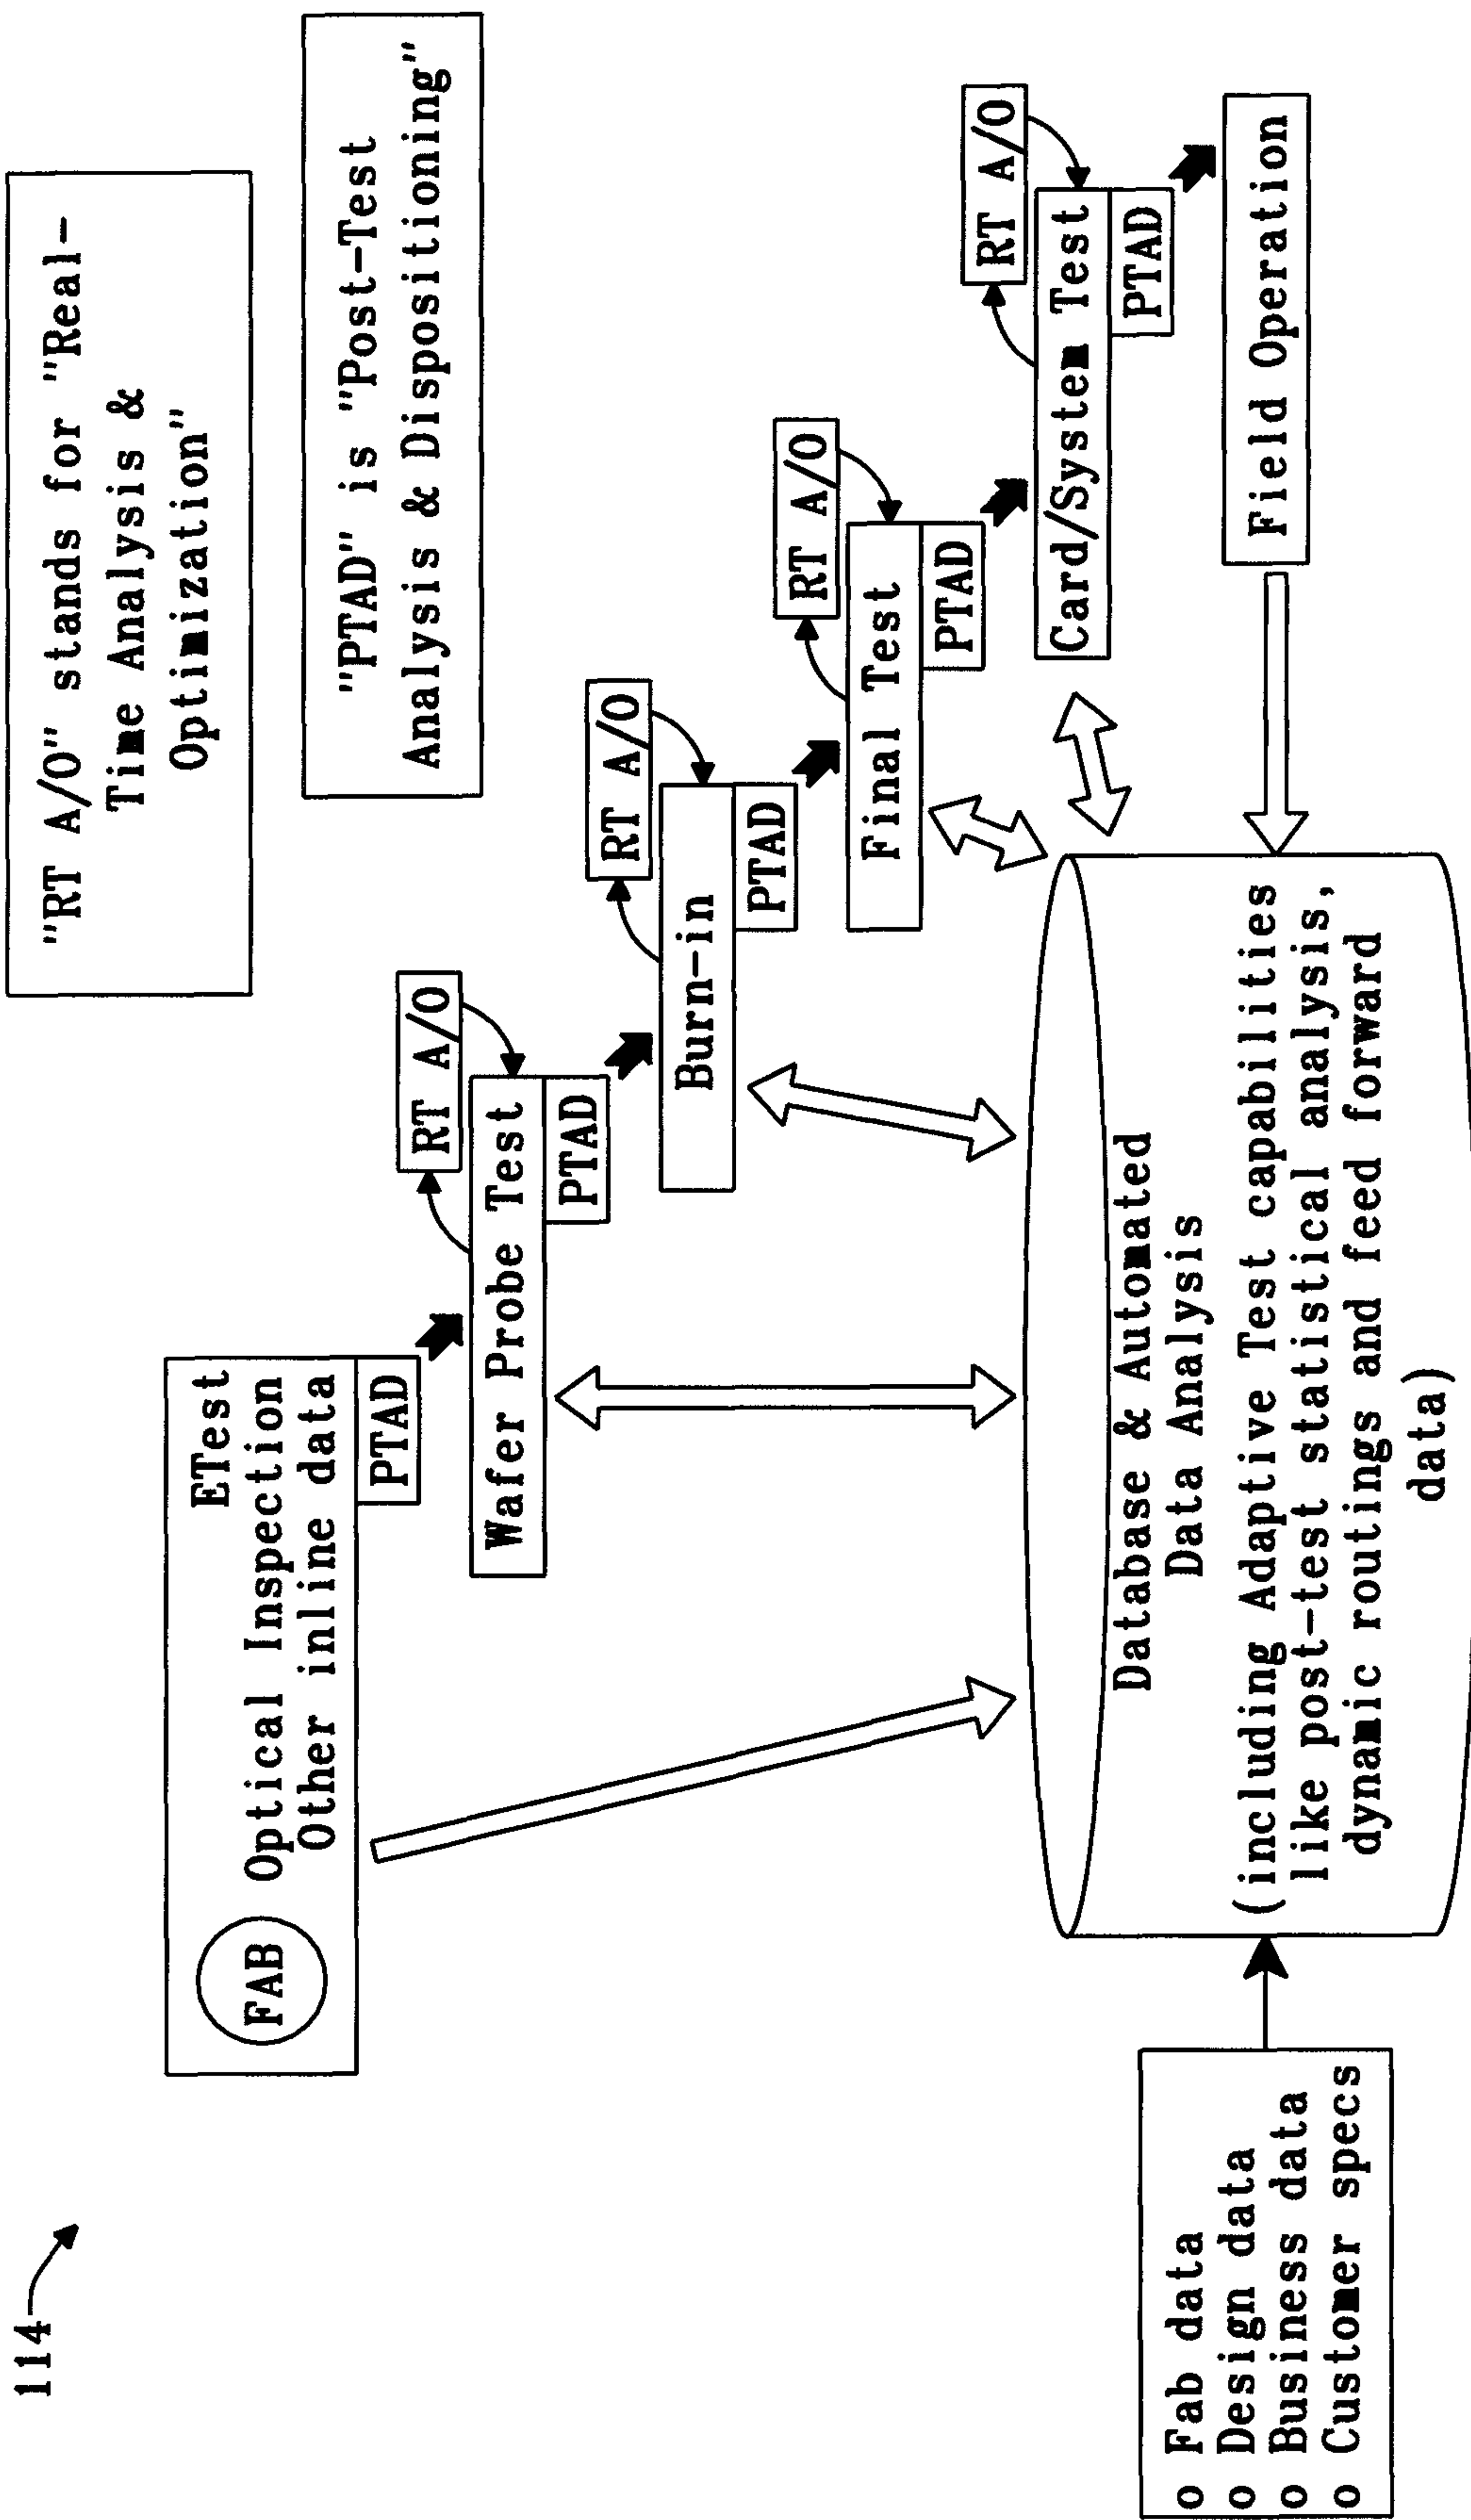 114
"RT A/O" stands for "Real-
Time Analysis &
Optimization"
"PTAD" is "Post-Test
Analysis & Dispositioning"
FAB
ETest
Optical Inspection
Other inline data
PTAD
RT A/O
Wafer Probe Test
PTAD
RT A/O
Burn-in
PTAD
RT A/O
Final Test
PTAD
RT A/O
Card/System Test
PTAD
Field Operation
o Fab data
o Design data
o Business data
o Customer specs
Database & Automated
Data Analysis
(including Adaptive Test capabilities
like post-test statistical analysis,
dynamic routings and feed forward
data)